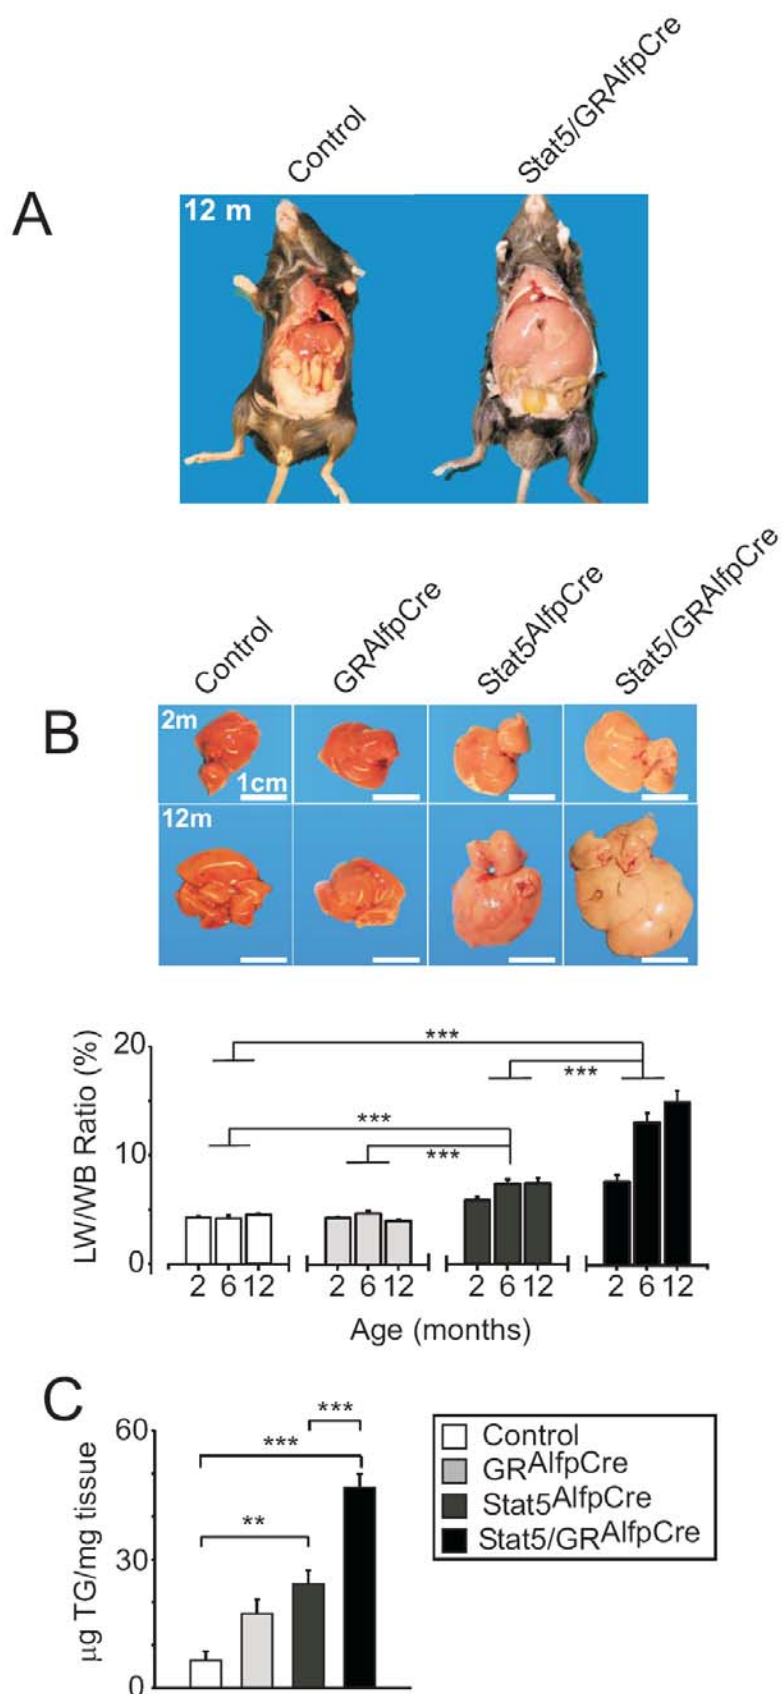 A
Control
Stat5/GRAlfpCre
12 m
B
Control
GRAlfpCre
Stat5AlfpCre
Stat5/GRAlfpCre
2m
1cm
12m
LW/WB Ratio (%)
20
10
0
***
***
***
***
2 6 12
2 6 12
2 6 12
2 6 12
Age (months)
C
µg TG/mg tissue
60
30
0
***
***
**
Control
GRAlfpCre
Stat5AlfpCre
Stat5/GRAlfpCre